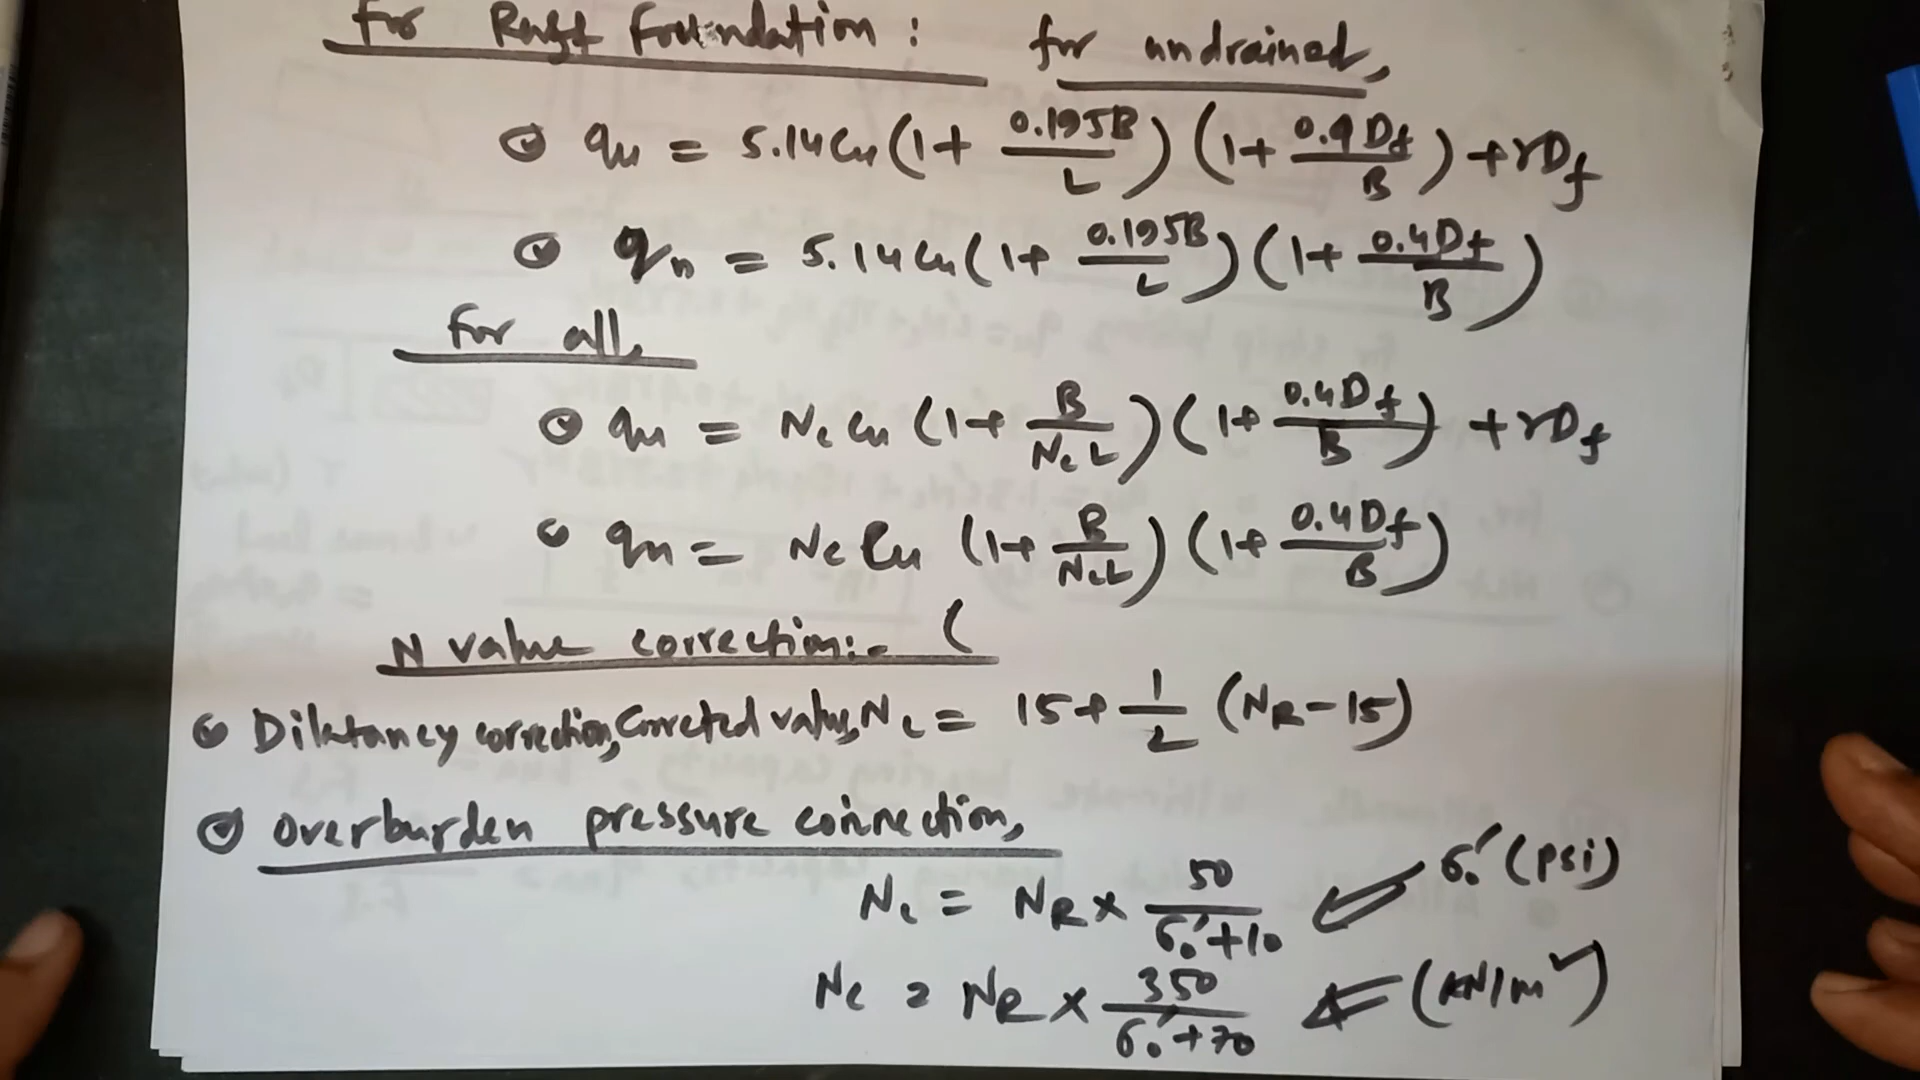 For Raft Foundation: for undrained,
qu = 5.14cu(1+ 0.195B/L)(1+ 0.4Df/B)+γDf
qn = 5.14cu(1+ 0.195B/L)(1+ 0.4Df/B)
For all,
qu = Nc cu (1+ B/NcL)(1+ 0.4Df/B) +γDf
qn = Nc cu (1+ B/NcL)(1+ 0.4Df/B)
N value correction:- (
Dilatancy correction, Corrected value, Nc = 15+ 1/2 (NR-15)
Overburden pressure correction,
Nc = NR× 50/σo'+10 σo' (psi)
Nc = NR × 350/σo'+70 (kN/m²)